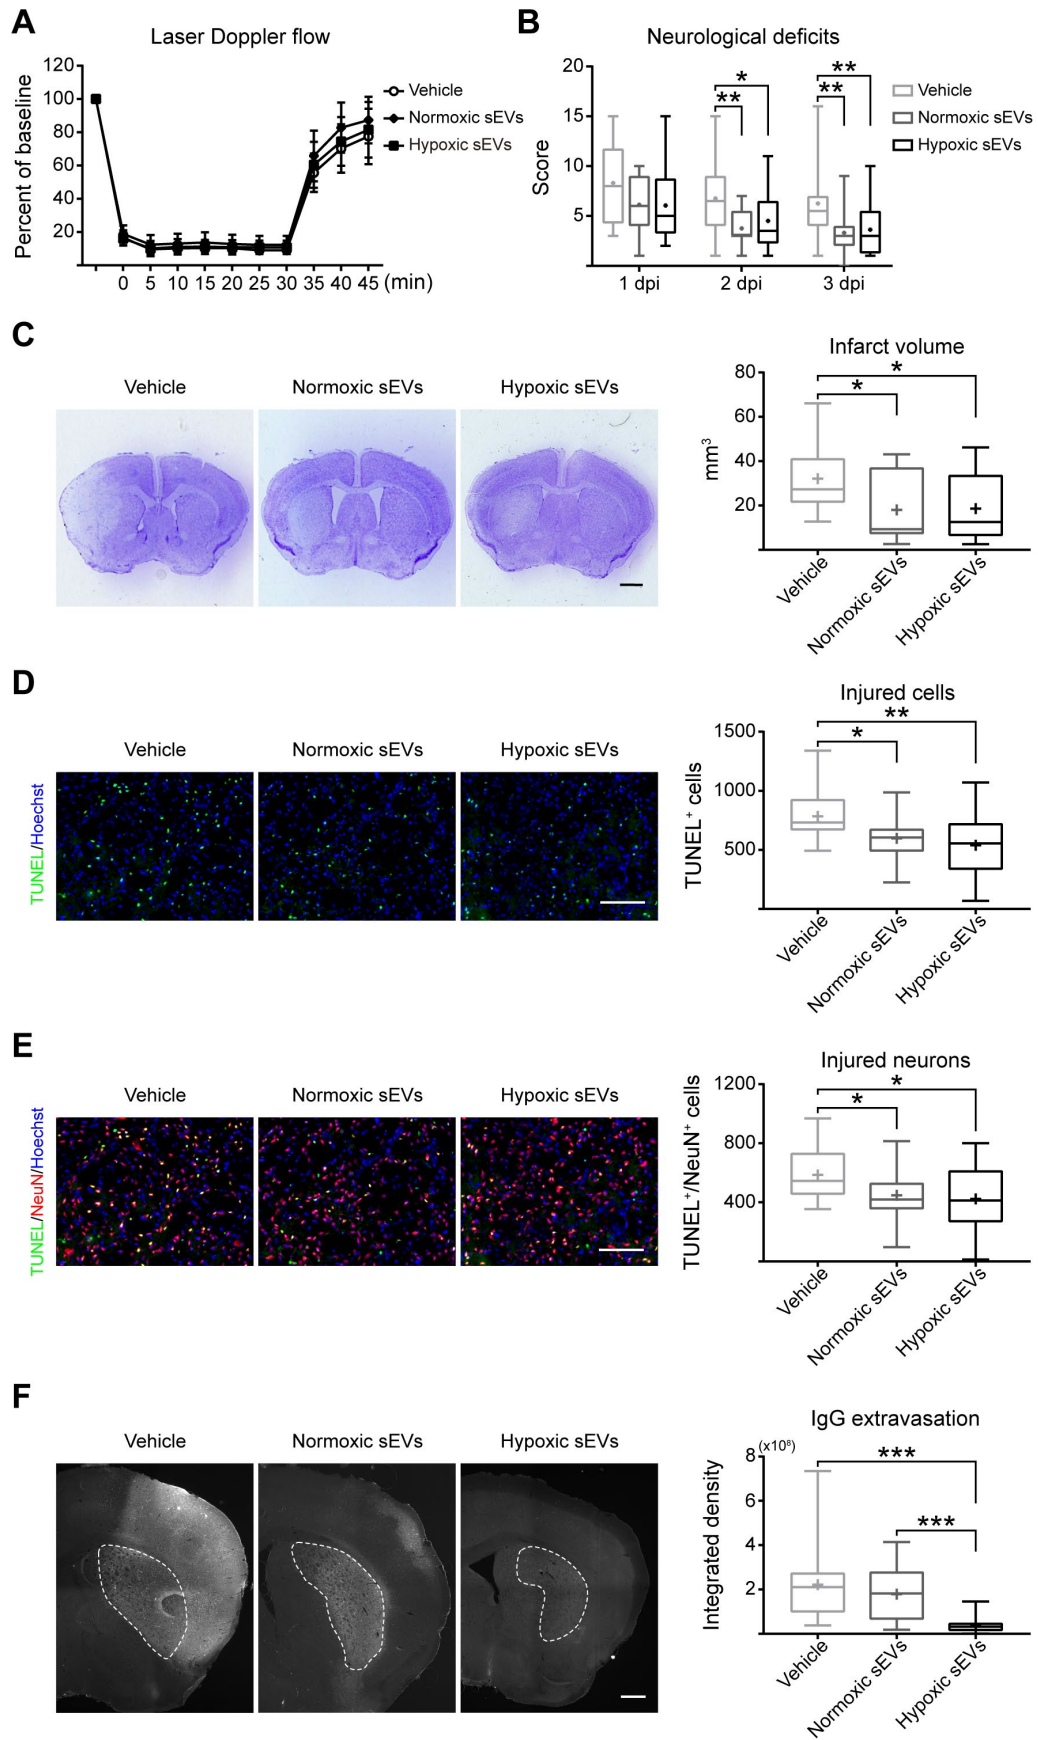 A
Laser Doppler flow
Percent of baseline
120
100
80
60
40
20
0 5 10 15 20 25 30 35 40 45 (min)
Vehicle
Normoxic sEVs
Hypoxic sEVs
B
Neurological deficits
Score
20
15
10
5
* **
** **
1 dpi 2 dpi 3 dpi
Vehicle
Normoxic sEVs
Hypoxic sEVs
C
Vehicle Normoxic sEVs Hypoxic sEVs
Infarct volume
mm³
80
60
40
20
*
*
Vehicle
Normoxic sEVs
Hypoxic sEVs
D
Vehicle Normoxic sEVs Hypoxic sEVs
TUNEL/Hoechst
Injured cells
TUNEL⁺ cells
1500
1000
500
**
*
Vehicle
Normoxic sEVs
Hypoxic sEVs
E
Vehicle Normoxic sEVs Hypoxic sEVs
TUNEL/NeuN/Hoechst
Injured neurons
TUNEL⁺/NeuN⁺ cells
1200
800
400
*
*
Vehicle
Normoxic sEVs
Hypoxic sEVs
F
Vehicle Normoxic sEVs Hypoxic sEVs
IgG extravasation
Integrated density
(x10⁸)
8
6
4
2
***
***
Vehicle
Normoxic sEVs
Hypoxic sEVs